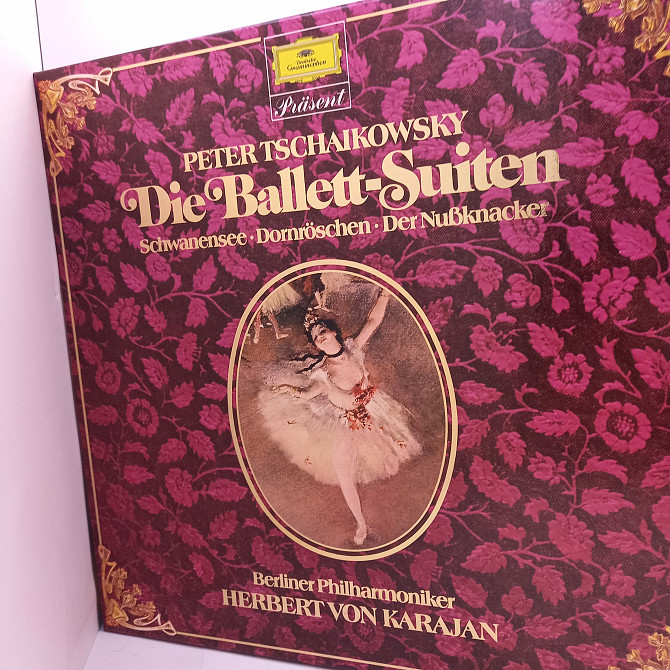 Deutsche
Grammophon
Präsent
PETER TSCHAIKOWSKY
Die Ballett-Suiten
Schwanensee · Dornröschen · Der Nußknacker
Berliner Philharmoniker
HERBERT VON KARAJAN